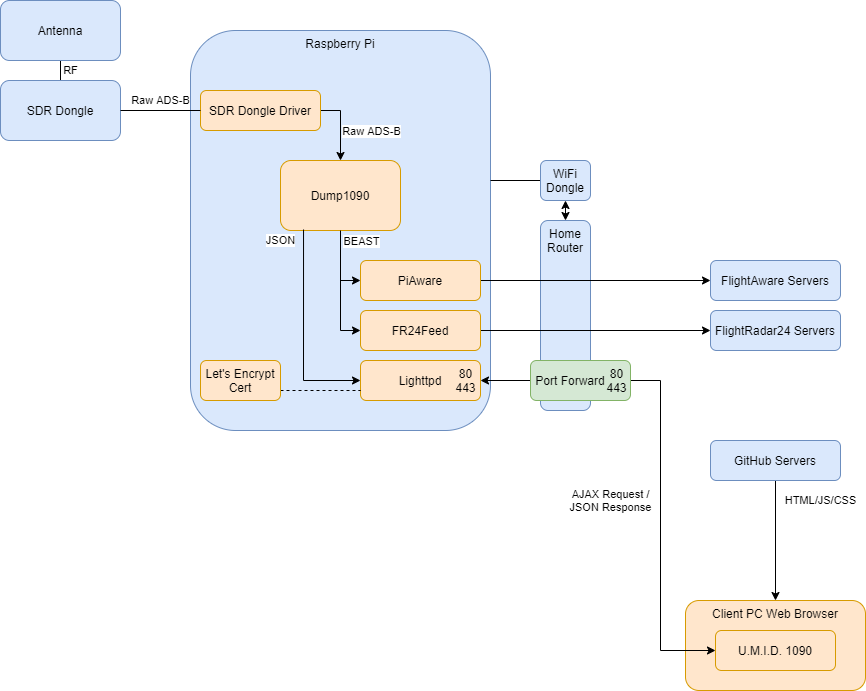 Antenna
RF
SDR Dongle
Raw ADS-B
Raspberry Pi
SDR Dongle Driver
Raw ADS-B
Dump1090
JSON
BEAST
PiAware
FR24Feed
Let's Encrypt
Cert
Lighttpd
80
443
WiFi
Dongle
Home
Router
Port Forward
80
443
FlightAware Servers
FlightRadar24 Servers
GitHub Servers
HTML/JS/CSS
AJAX Request /
JSON Response
Client PC Web Browser
U.M.I.D. 1090